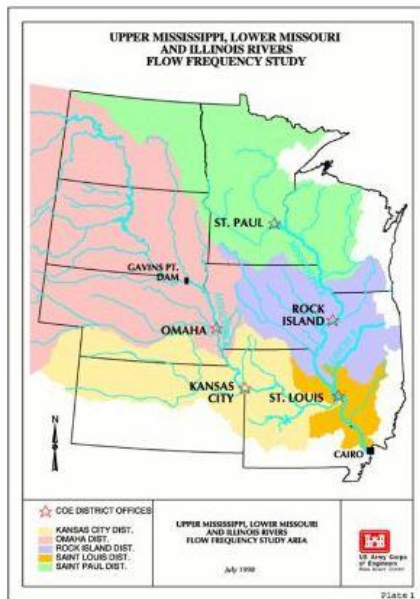 UPPER MISSISSIPPI, LOWER MISSOURI
AND ILLINOIS RIVERS
FLOW FREQUENCY STUDY
ST. PAUL
GAVINS PT.
DAM
ROCK
ISLAND
OMAHA
KANSAS
CITY
ST. LOUIS
CAIRO
N
COE DISTRICT OFFICES
KANSAS CITY DIST.
OMAHA DIST.
ROCK ISLAND DIST.
SAINT LOUIS DIST.
SAINT PAUL DIST.
UPPER MISSISSIPPI, LOWER MISSOURI
AND ILLINOIS RIVERS
FLOW FREQUENCY STUDY AREA
July 1998
US Army Corps
of Engineers
Plate 1